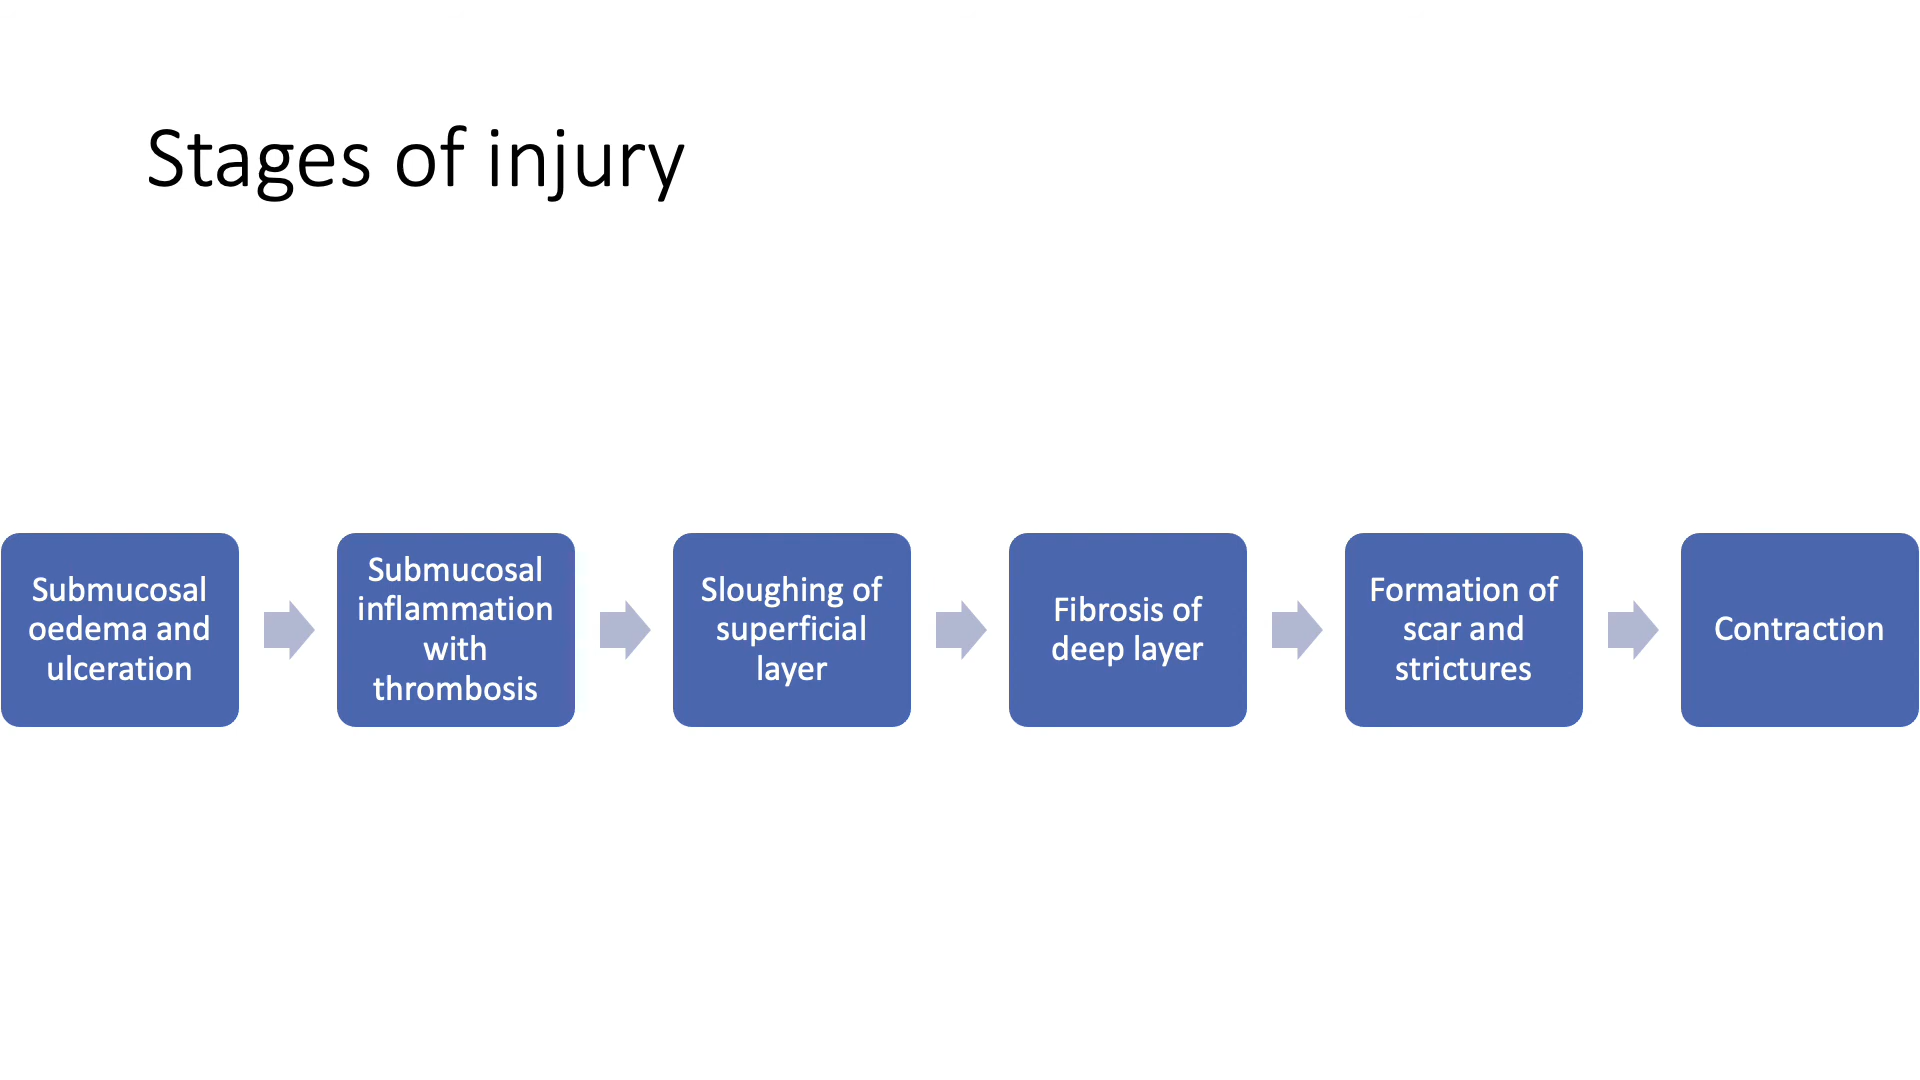 Stages of injury
Submucosal
oedema and
ulceration
Submucosal
inflammation
with
thrombosis
Sloughing of
superficial
layer
Fibrosis of
deep layer
Formation of
scar and
strictures
Contraction